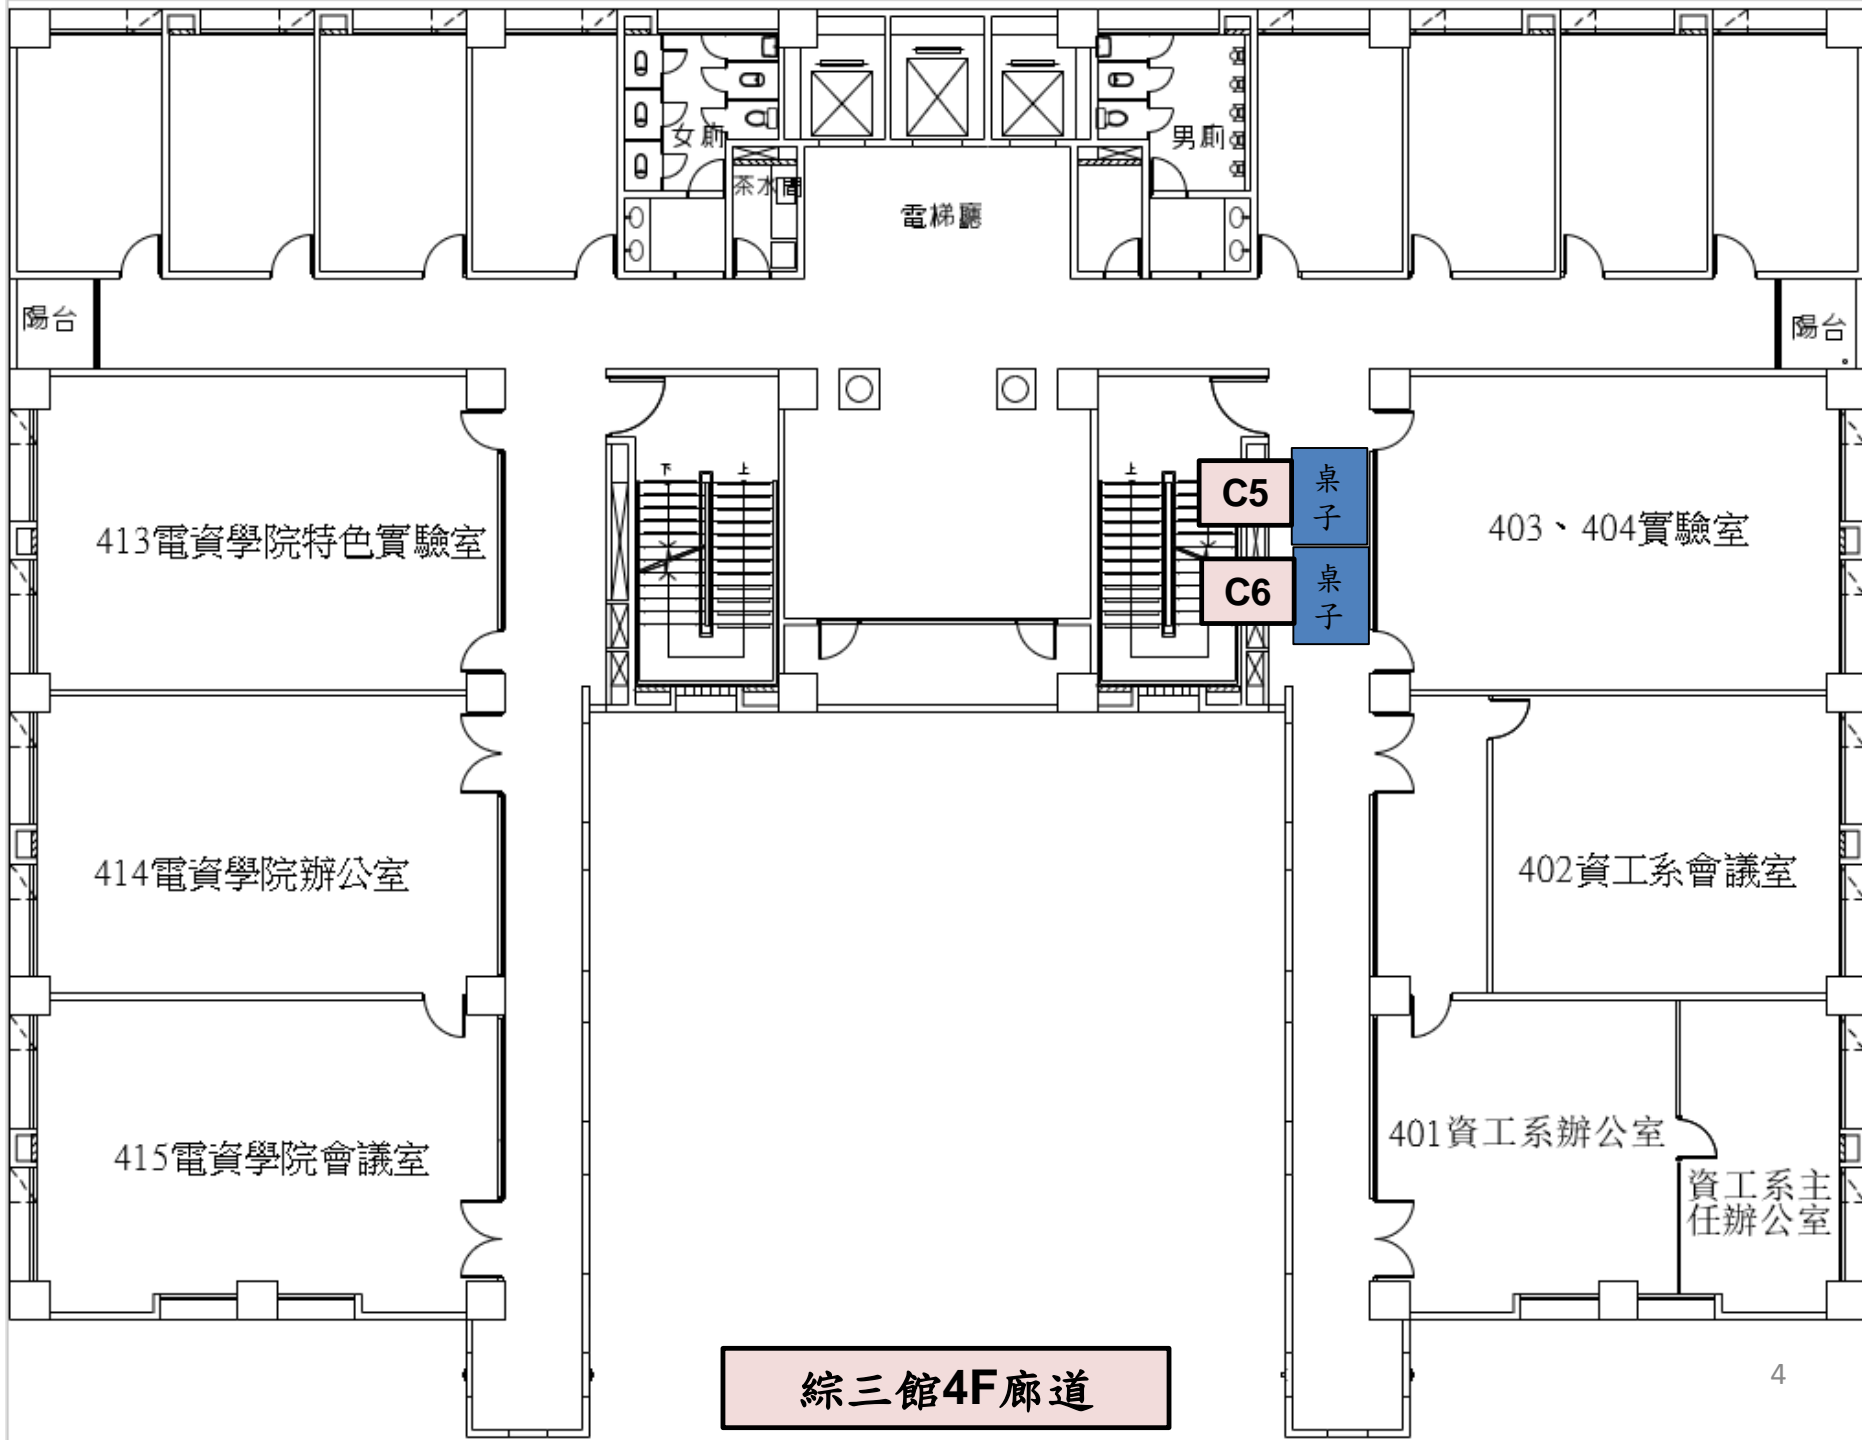 女廁
男廁
茶水間
電梯廳
陽台
陽台
下
上
上
C5
桌子
413電資學院特色實驗室
403、404實驗室
C6
桌子
414電資學院辦公室
402資工系會議室
401資工系辦公室
415電資學院會議室
資工系主
任辦公室
綜三館4F廊道
4